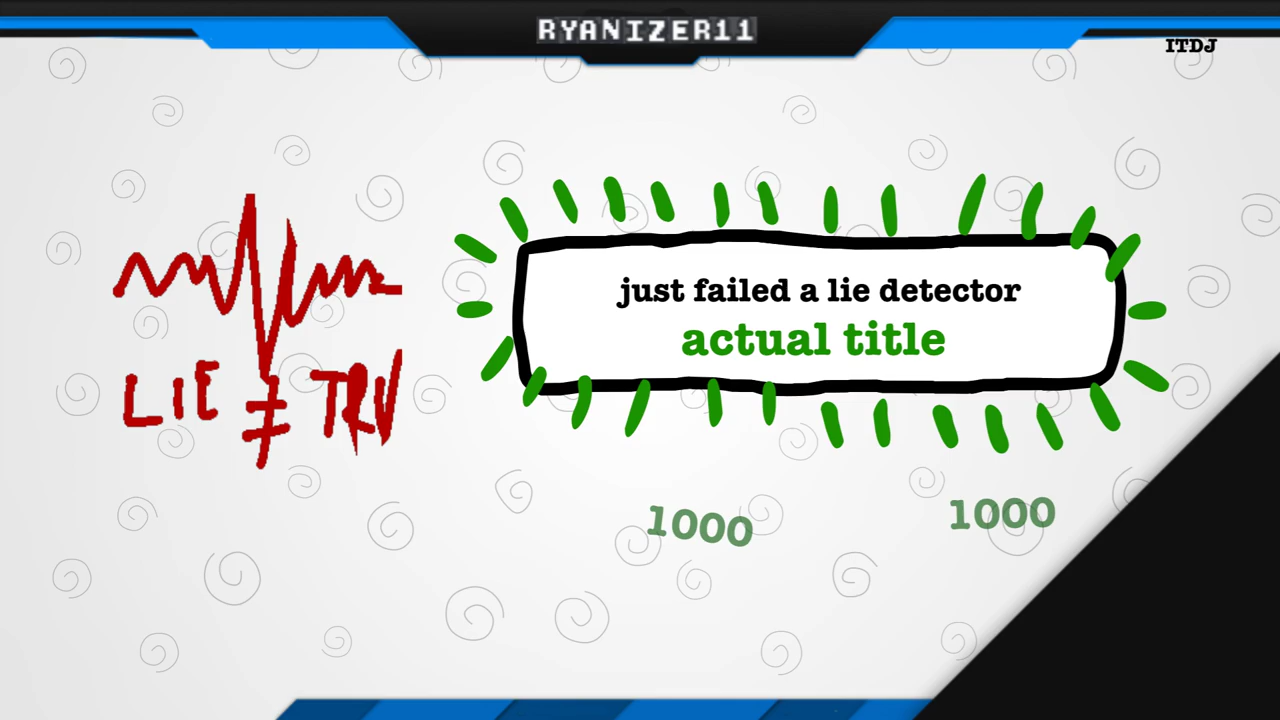 RYANIZER11
ITDJ
just failed a lie detector
actual title
LIE ≠ TRU
1000
1000